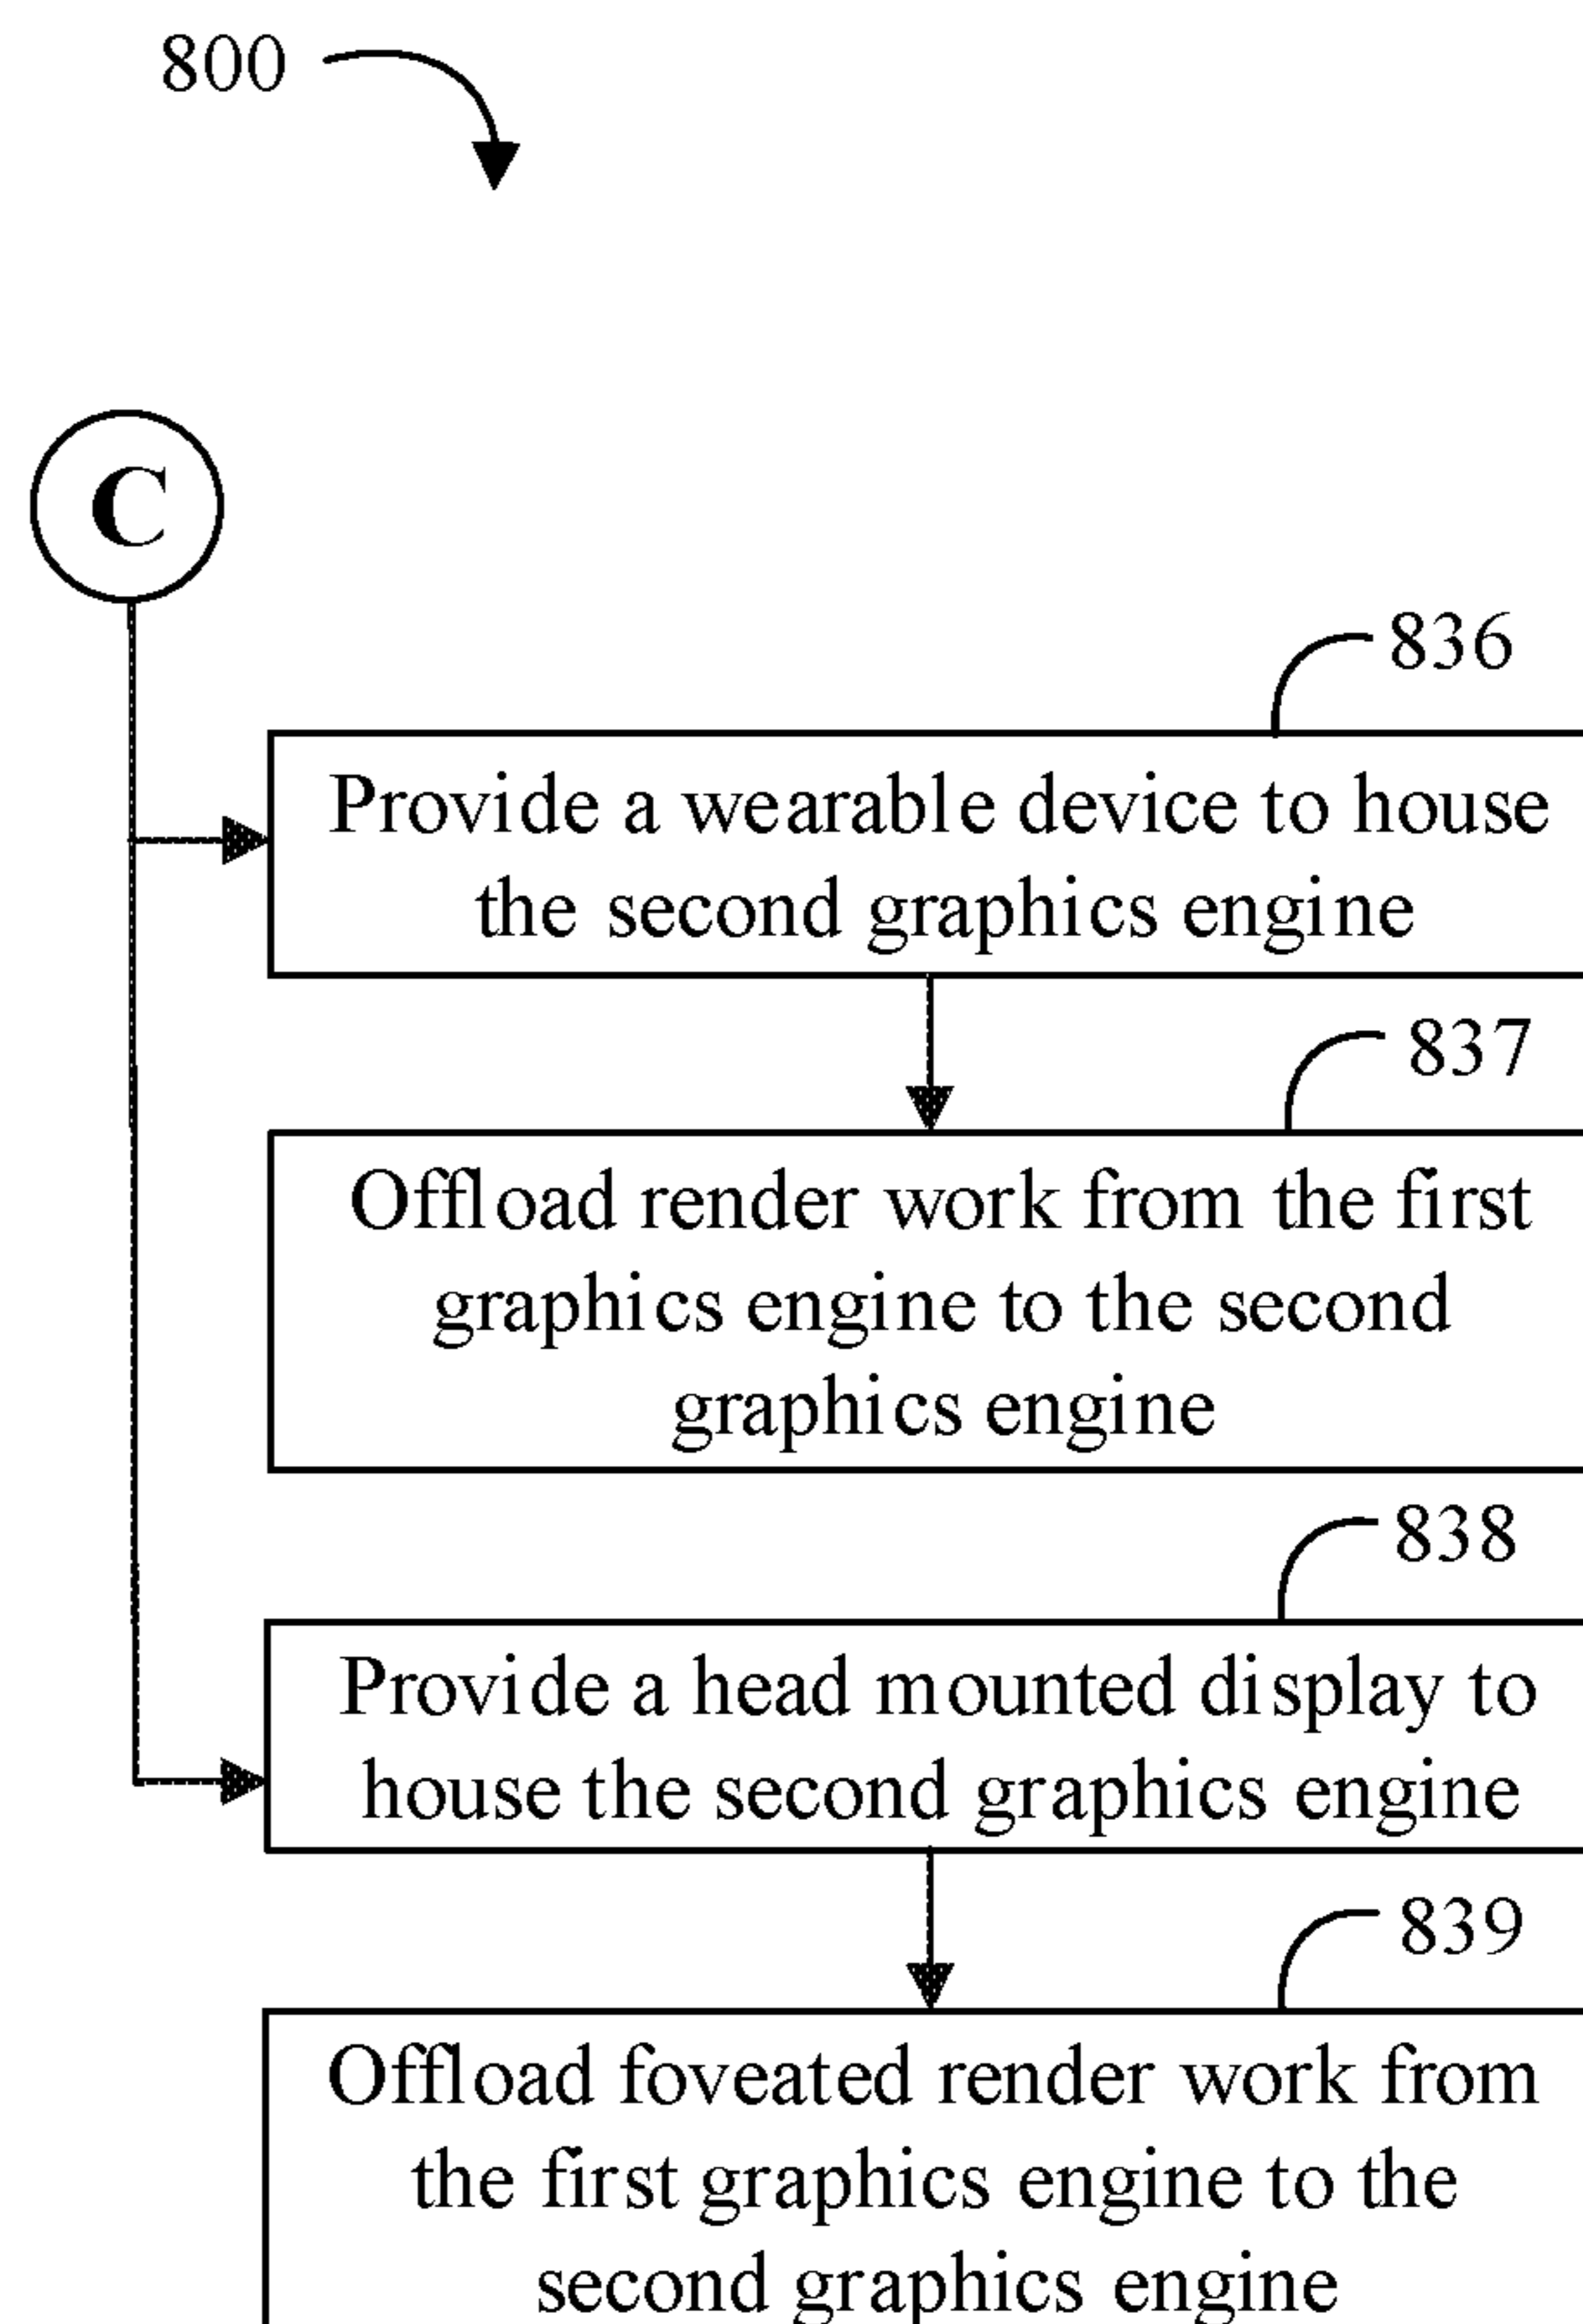 800
C
836
Provide a wearable device to house
the second graphics engine
837
Offload render work from the first
graphics engine to the second
graphics engine
838
Provide a head mounted display to
house the second graphics engine
839
Offload foveated render work from
the first graphics engine to the
second graphics engine